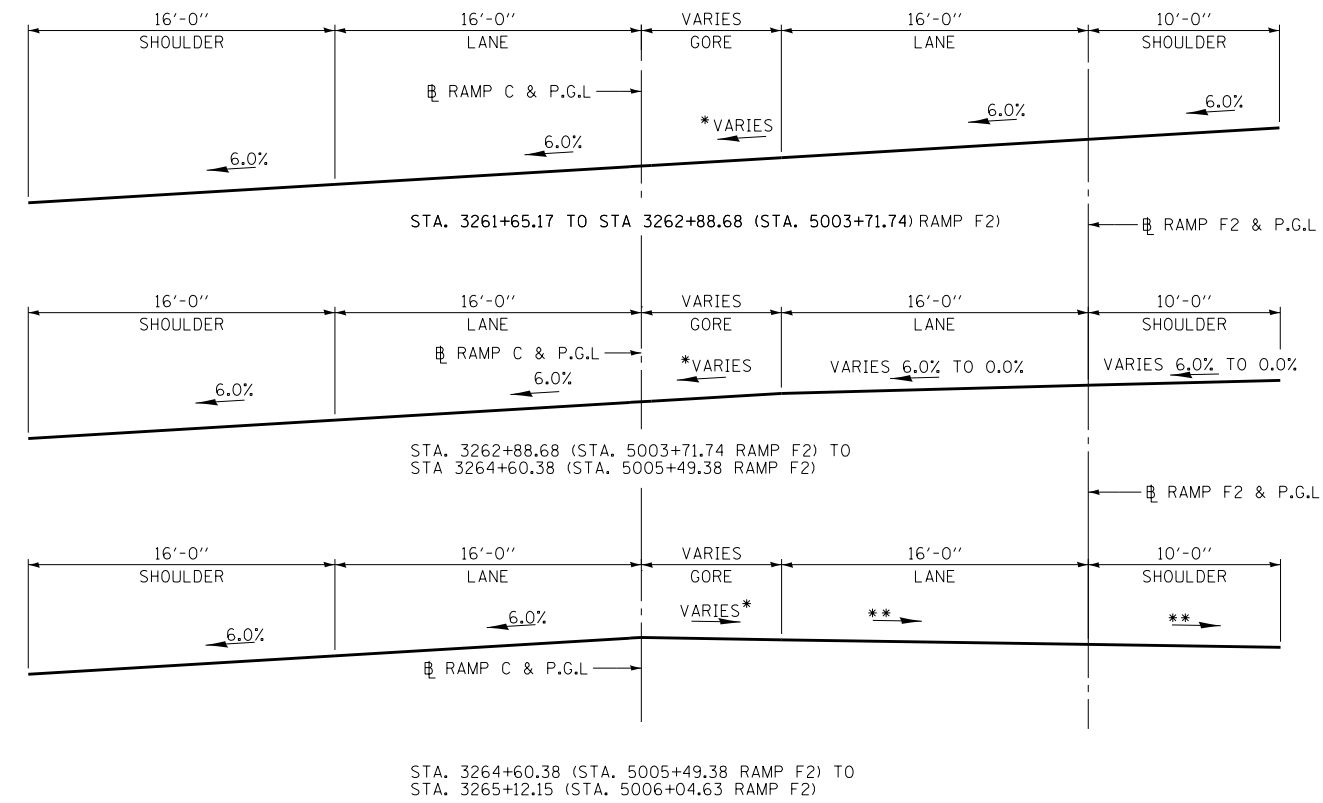 16'-0'' 16'-0'' VARIES 16'-0'' 10'-0''
SHOULDER LANE GORE LANE SHOULDER
℄ RAMP C & P.G.L
6.0% 6.0% *VARIES 6.0% 6.0%
STA. 3261+65.17 TO STA 3262+88.68 (STA. 5003+71.74) RAMP F2)
℄ RAMP F2 & P.G.L
16'-0'' 16'-0'' VARIES 16'-0'' 10'-0''
SHOULDER LANE GORE LANE SHOULDER
℄ RAMP C & P.G.L
6.0% 6.0% *VARIES VARIES 6.0% TO 0.0% VARIES 6.0% TO 0.0%
STA. 3262+88.68 (STA. 5003+71.74 RAMP F2) TO
STA 3264+60.38 (STA. 5005+49.38 RAMP F2)
℄ RAMP F2 & P.G.L
16'-0'' 16'-0'' VARIES 16'-0'' 10'-0''
SHOULDER LANE GORE LANE SHOULDER
6.0% 6.0% VARIES* ** **
℄ RAMP C & P.G.L
STA. 3264+60.38 (STA. 5005+49.38 RAMP F2) TO
STA. 3265+12.15 (STA. 5006+04.63 RAMP F2)